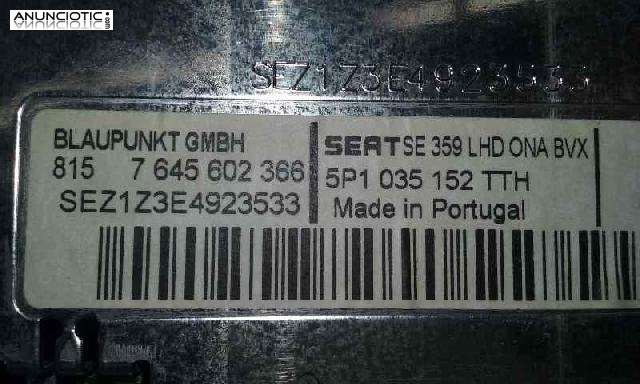 ANUNCIOTIC.com
SEZ1Z3E4923533
BLAUPUNKT GMBH
815 7 645 602 366
SEZ1Z3E4923533
SEAT SE 359 LHD ONA BVX
5P1 035 152 TTH
Made in Portugal